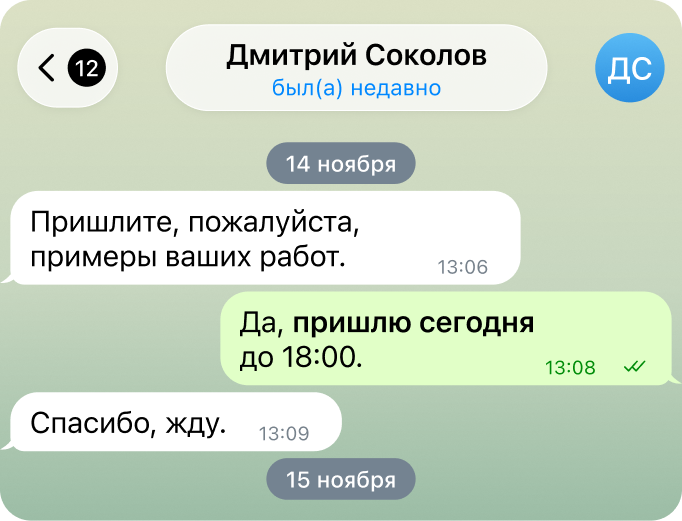 12
Дмитрий Соколов
был(а) недавно
ДС
14 ноября
Пришлите, пожалуйста,
примеры ваших работ.
13:06
Да, пришлю сегодня
до 18:00.
13:08
Спасибо, жду.
13:09
15 ноября